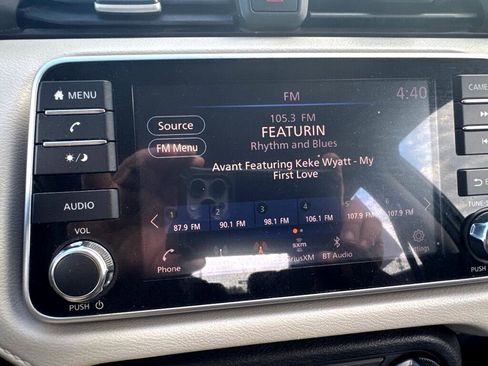 MENU
AUDIO
VOL
PUSH
FM
4:40
Source
FM Menu
105.3 FM
FEATURIN
Rhythm and Blues
Avant Featuring Keke Wyatt - My
First Love
1 2 3 4 5 6
87.9 FM 90.1 FM 98.1 FM 106.1 FM 107.9 FM 107.9 FM
Phone
SXM
SiriusXM
BT Audio
Settings
CAME
TUNE-S
PUSH